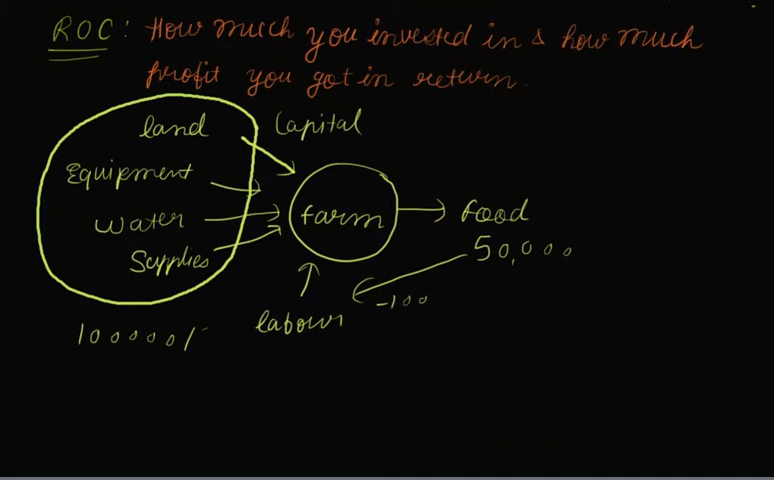 ROC: How much you invested in & how much
profit you got in return.
land
Capital
Equipment
Water
Supplies
farm
Food
50,000
-100
labour
100000/-